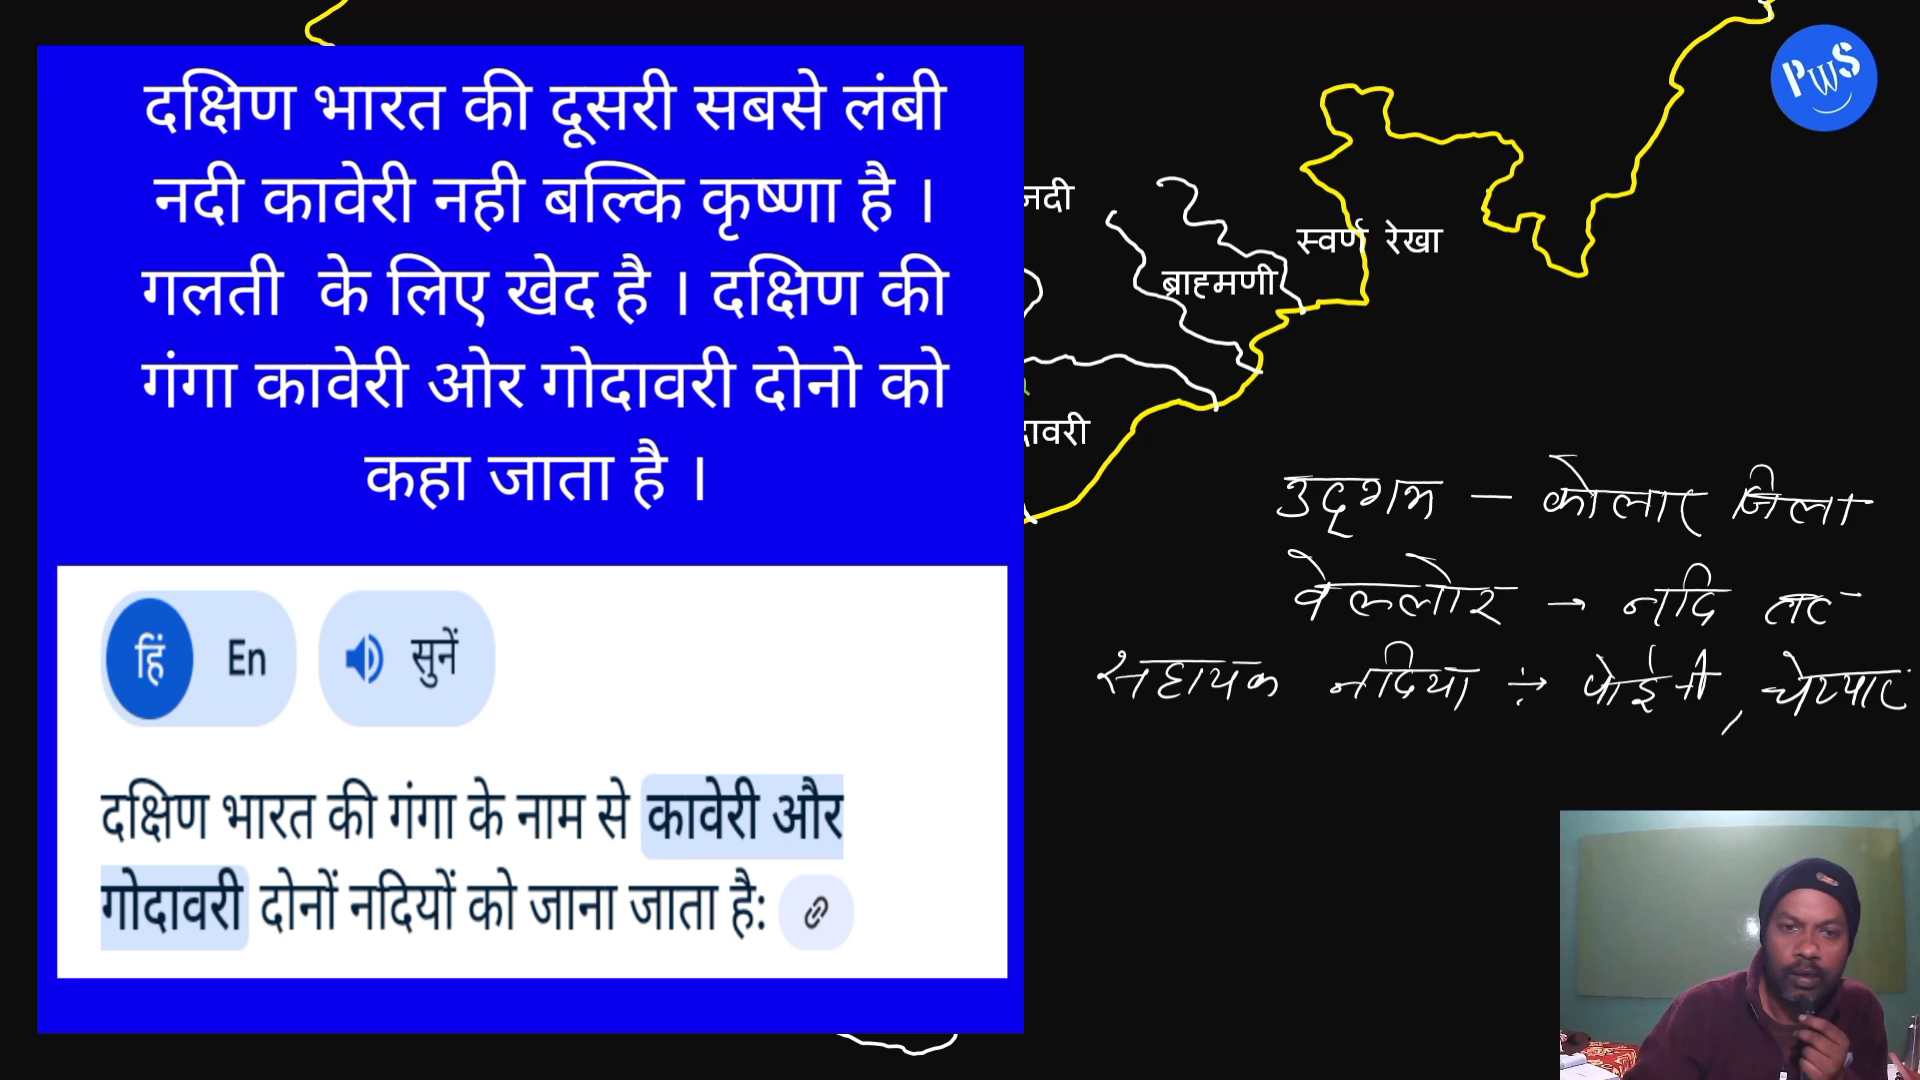 दक्षिण भारत की दूसरी सबसे लंबी
नदी कावेरी नही बल्कि कृष्णा है ।
गलती के लिए खेद है । दक्षिण की
गंगा कावेरी ओर गोदावरी दोनो को
कहा जाता है ।
हिं En सुनें
दक्षिण भारत की गंगा के नाम से कावेरी और
गोदावरी दोनों नदियों को जाना जाता है:
PWS
नदी
स्वर्ण रेखा
ब्राह्मणी
दावरी
उद्गम – कोलार जिला
वेल्लोर → नदि तट
सहायक नदिया ÷→ पोईनी, चेय्यार